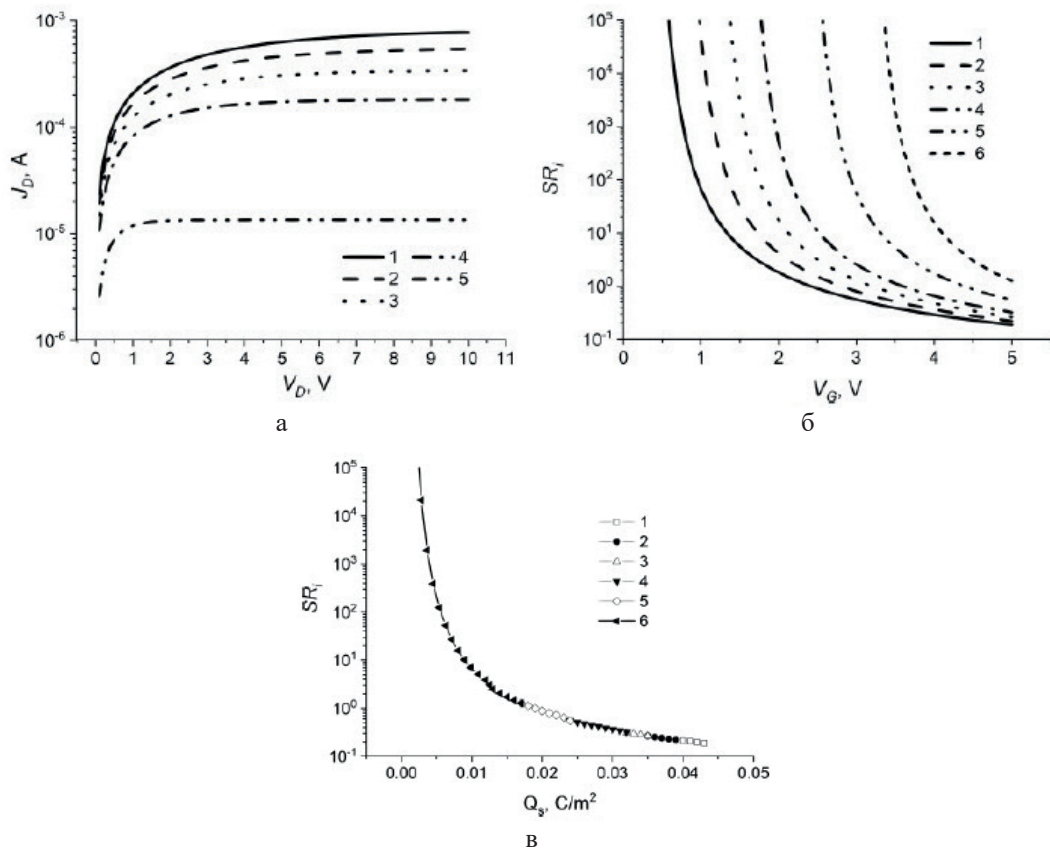 10⁻³
10⁻⁴
10⁻⁵
10⁻⁶
J_D, A
0 1 2 3 4 5 6 7 8 9 10 11
V_D, V
1 4
2 5
3
а
10⁵
10⁴
10³
10²
10¹
10⁰
10⁻¹
SR_i
0 1 2 3 4 5
V_G, V
1
2
3
4
5
6
б
10⁵
10⁴
10³
10²
10¹
10⁰
10⁻¹
SR_i
0.00 0.01 0.02 0.03 0.04 0.05
Q_s, C/m²
1
2
3
4
5
6
в